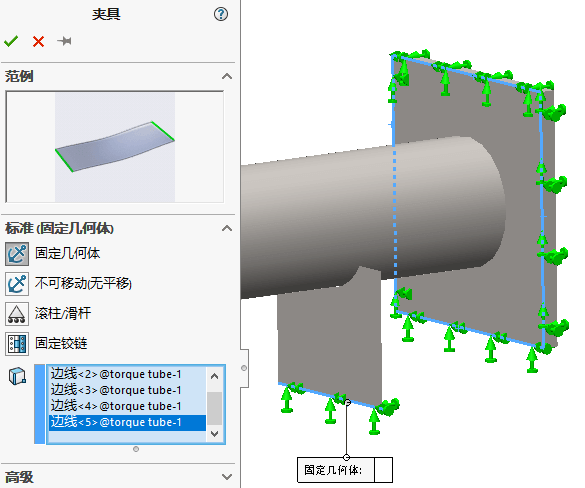 夹具
范例
标准 (固定几何体)
固定几何体
不可移动(无平移)
滚柱/滑杆
固定铰链
边线<2>@torque tube-1
边线<3>@torque tube-1
边线<4>@torque tube-1
边线<5>@torque tube-1
高级
固定几何体: